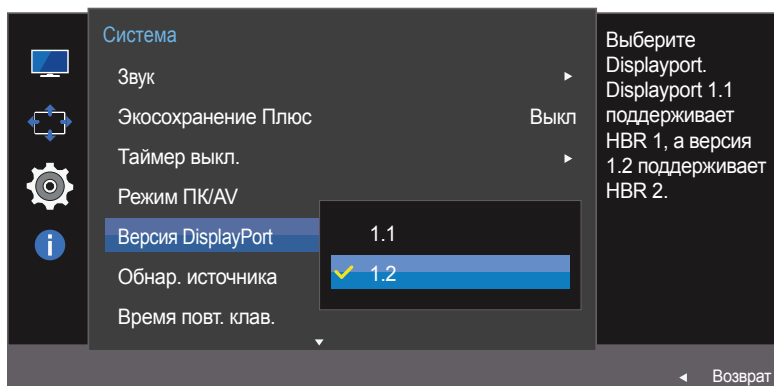 Система
Звук
Экосохранение Плюс Выкл
Таймер выкл.
Режим ПК/AV
Версия DisplayPort
1.1
1.2
Обнар. источника
Время повт. клав.
Выберите
Displayport.
Displayport 1.1
поддерживает
HBR 1, а версия
1.2 поддерживает
HBR 2.
Возврат